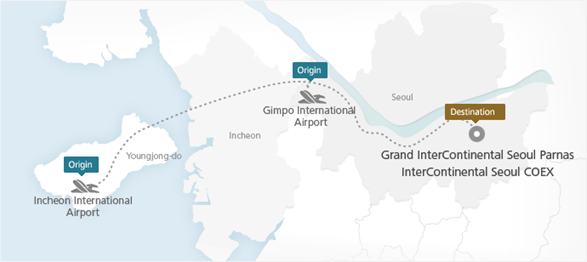 Origin
Gimpo International
Airport
Seoul
Destination
Incheon
Grand InterContinental Seoul Parnas
InterContinental Seoul COEX
Youngjong-do
Origin
Incheon International
Airport